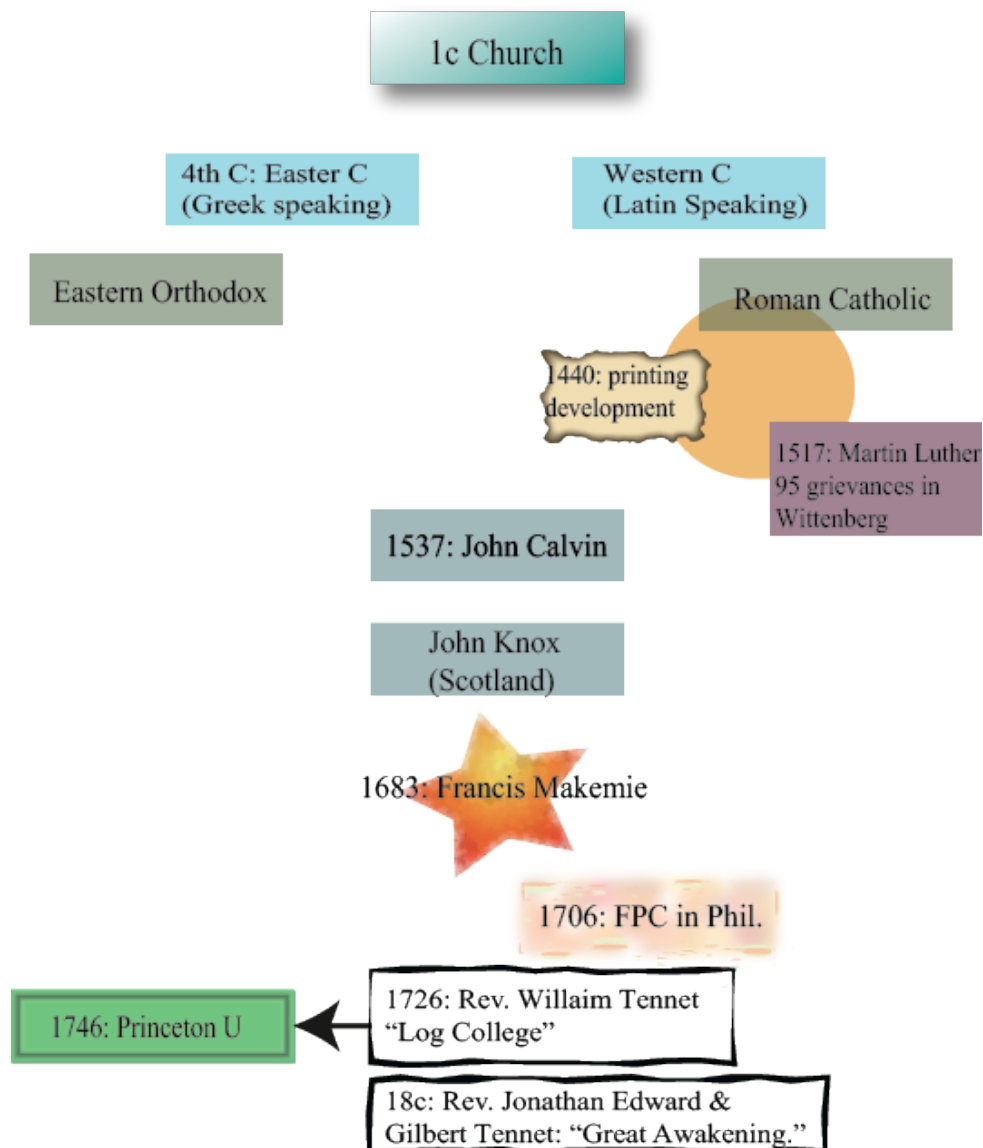 1c Church
4th C: Easter C
(Greek speaking)
Western C
(Latin Speaking)
Eastern Orthodox
Roman Catholic
1440: printing
development
1517: Martin Luther
95 grievances in
Wittenberg
1537: John Calvin
John Knox
(Scotland)
1683: Francis Makemie
1706: FPC in Phil.
1726: Rev. Willaim Tennet
“Log College”
1746: Princeton U
18c: Rev. Jonathan Edward &
Gilbert Tennet: “Great Awakening.”